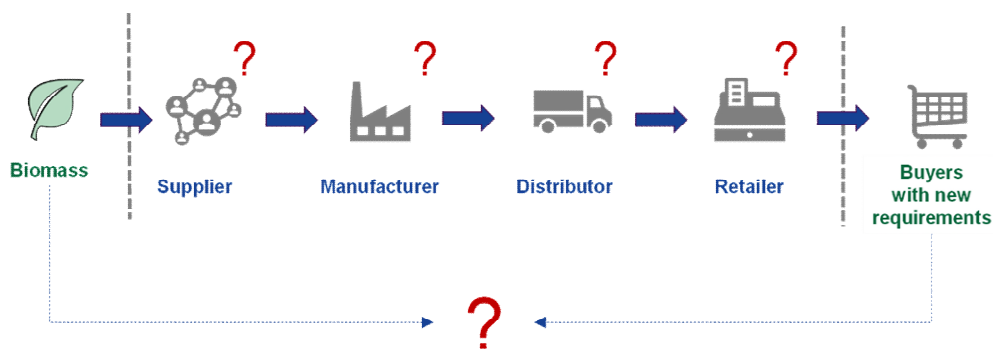 ? ? ? ?
Biomass
Supplier Manufacturer Distributor Retailer
Buyers
with new
requirements
?